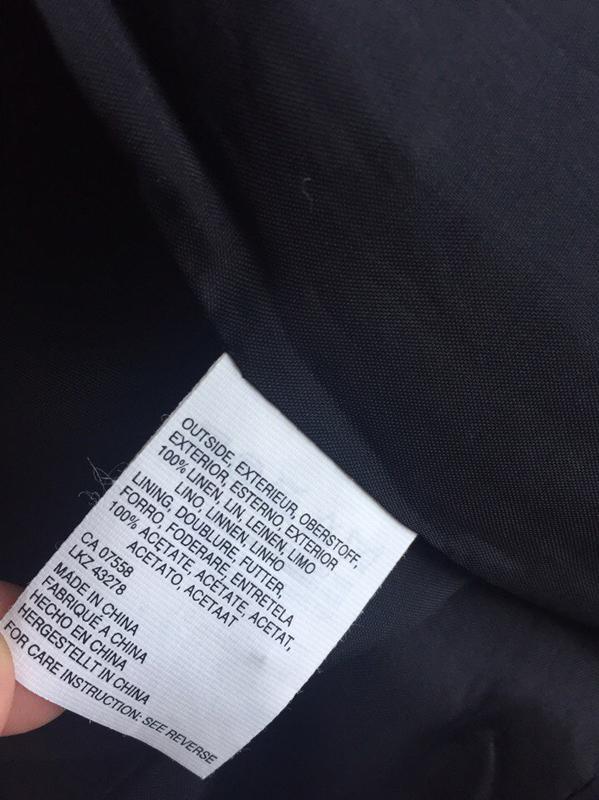 OUTSIDE, EXTERIEUR, OBERSTOFF,
EXTERIOR, ESTERNO, EXTERIOR
100% LINEN, LIN, LEINEN, LIMO
LINO, LINNEN, LINHO
LINING, DOUBLURE, FUTTER,
FORRO, FODERARE, ENTRETELA
100% ACETATE, ACÉTATE, ACETAT,
ACETATO, ACETAAT
CA 07558
LKZ 43278
MADE IN CHINA
FABRIQUÉ A CHINA
HECHO EN CHINA
HERGESTELLT IN CHINA
FOR CARE INSTRUCTION: SEE REVERSE